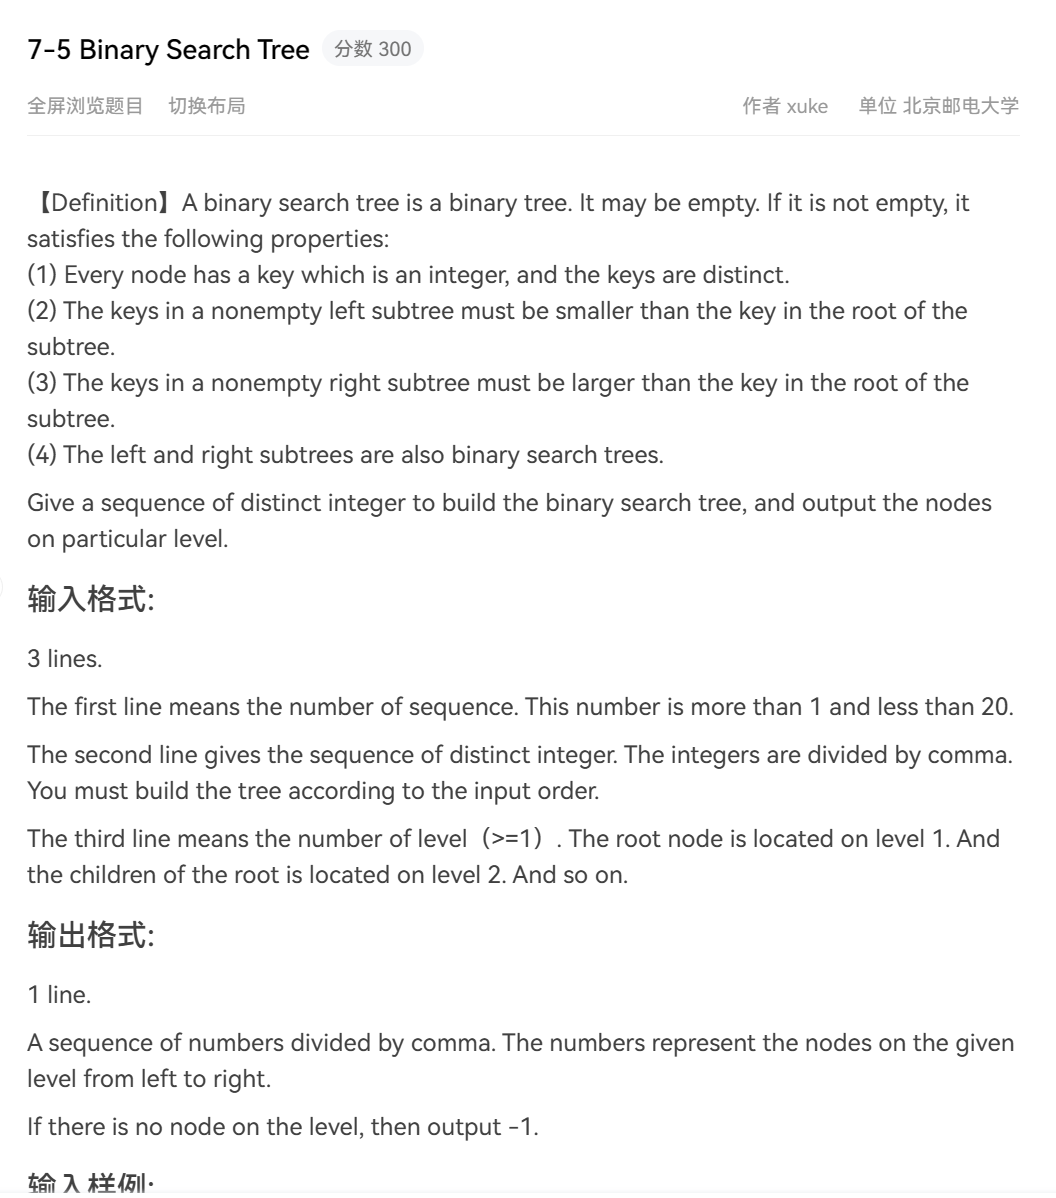 7-5 Binary Search Tree 分数 300
全屏浏览题目 切换布局 作者 xuke 单位 北京邮电大学
【Definition】A binary search tree is a binary tree. It may be empty. If it is not empty, it
satisfies the following properties:
(1) Every node has a key which is an integer, and the keys are distinct.
(2) The keys in a nonempty left subtree must be smaller than the key in the root of the
subtree.
(3) The keys in a nonempty right subtree must be larger than the key in the root of the
subtree.
(4) The left and right subtrees are also binary search trees.
Give a sequence of distinct integer to build the binary search tree, and output the nodes
on particular level.
输入格式:
3 lines.
The first line means the number of sequence. This number is more than 1 and less than 20.
The second line gives the sequence of distinct integer. The integers are divided by comma.
You must build the tree according to the input order.
The third line means the number of level（>=1）. The root node is located on level 1. And
the children of the root is located on level 2. And so on.
输出格式:
1 line.
A sequence of numbers divided by comma. The numbers represent the nodes on the given
level from left to right.
If there is no node on the level, then output -1.
输入样例: